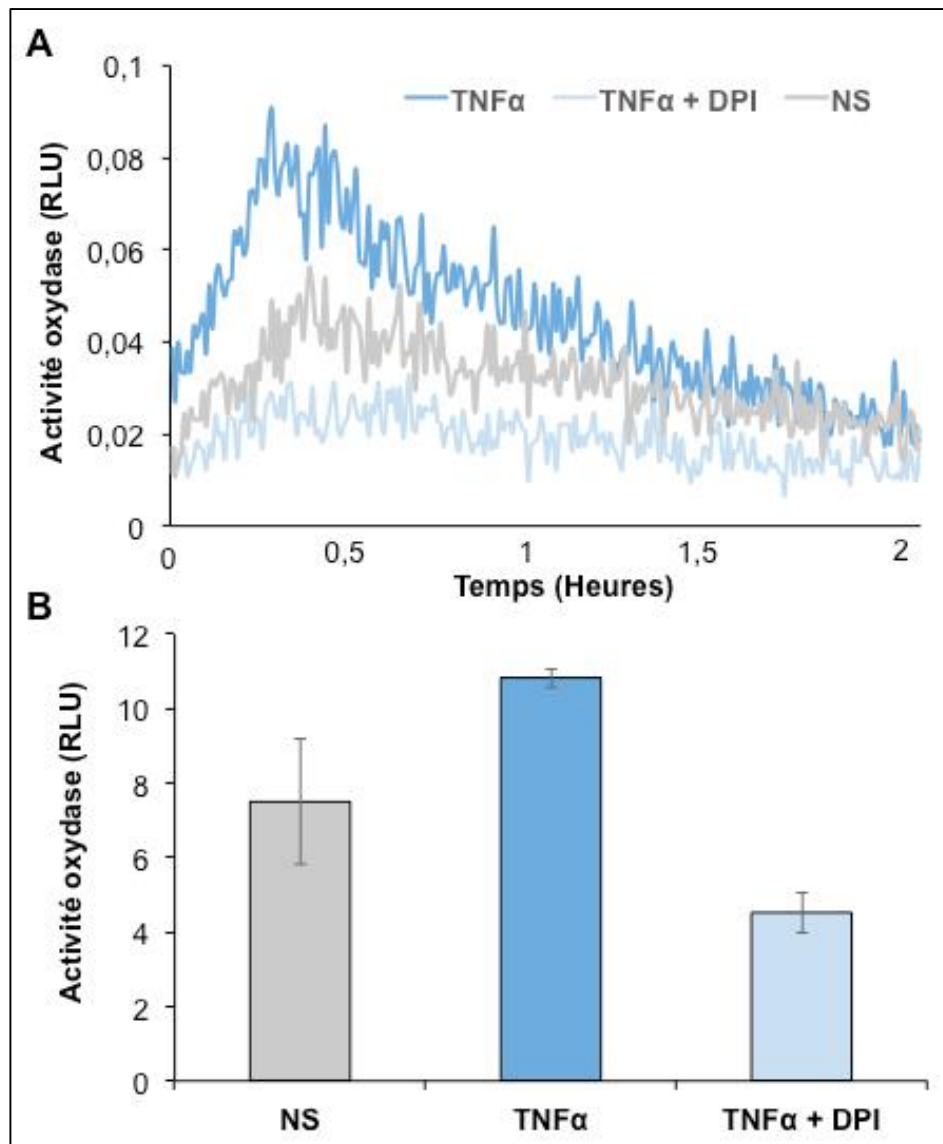 A
Activité oxydase (RLU)
0,1
0,08
0,06
0,04
0,02
0
TNFα TNFα + DPI NS
0 0,5 1 1,5 2
Temps (Heures)
B
Activité oxydase (RLU)
12
10
8
6
4
2
0
NS TNFα TNFα + DPI